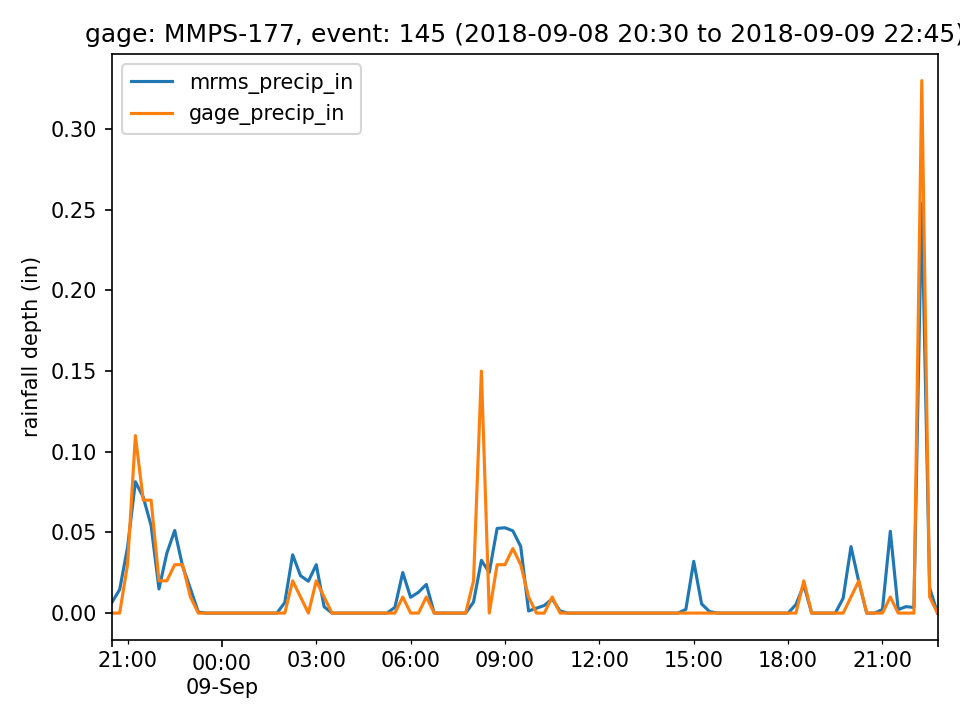 gage: MMPS-177, event: 145 (2018-09-08 20:30 to 2018-09-09 22:45)
mrms_precip_in
gage_precip_in
rainfall depth (in)
0.30
0.25
0.20
0.15
0.10
0.05
0.00
21:00 00:00 03:00 06:00 09:00 12:00 15:00 18:00 21:00
09-Sep